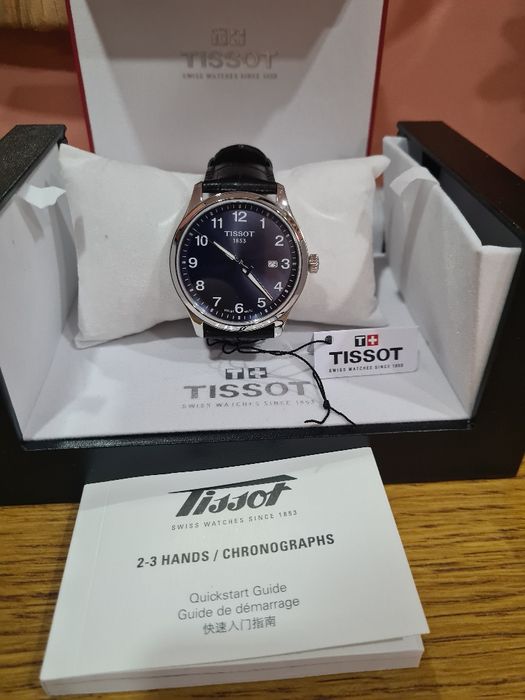 T+
TISSOT
SWISS WATCHES SINCE 1853
12
11
1
10
2
TISSOT
1853
9
3
8
4
7
5
6
T+
TISSOT
SWISS WATCHES SINCE 1853
T+
TISSOT
SWISS WATCHES SINCE 1853
Tissot
SWISS WATCHES SINCE 1853
2-3 HANDS / CHRONOGRAPHS
Quickstart Guide
Guide de démarrage
快速入门指南